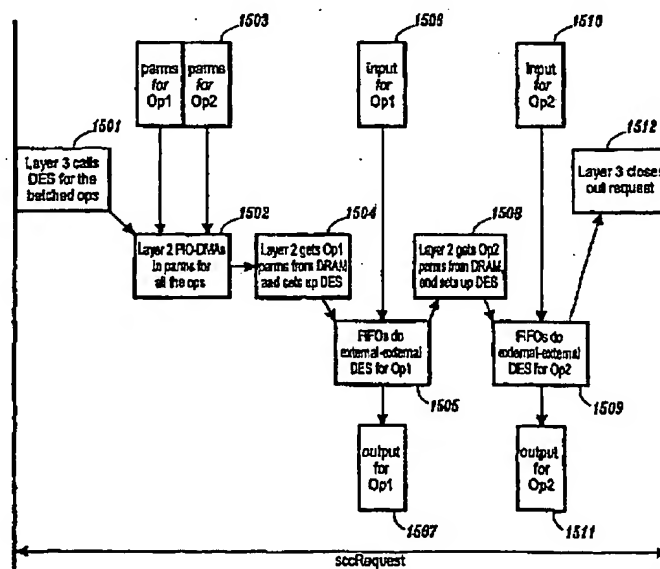 1503
1506
1510
parms
for
Op1
parms
for
Op2
input
for
Op1
input
for
Op2
1501
1512
Layer 3 calls
DES for the
batched ops
Layer 3 closes
out request
1502
1504
1508
Layer 2 PIO-DMAs
in parms for
all the ops
Layer 2 gets Op1
parms from DRAM
and sets up DES
Layer 2 gets Op2
parms from DRAM
and sets up DES
FIFOs do
external-external
DES for Op1
FIFOs do
external-external
DES for Op2
1505
1509
output
for
Op1
output
for
Op2
1507
1511
sccRequest